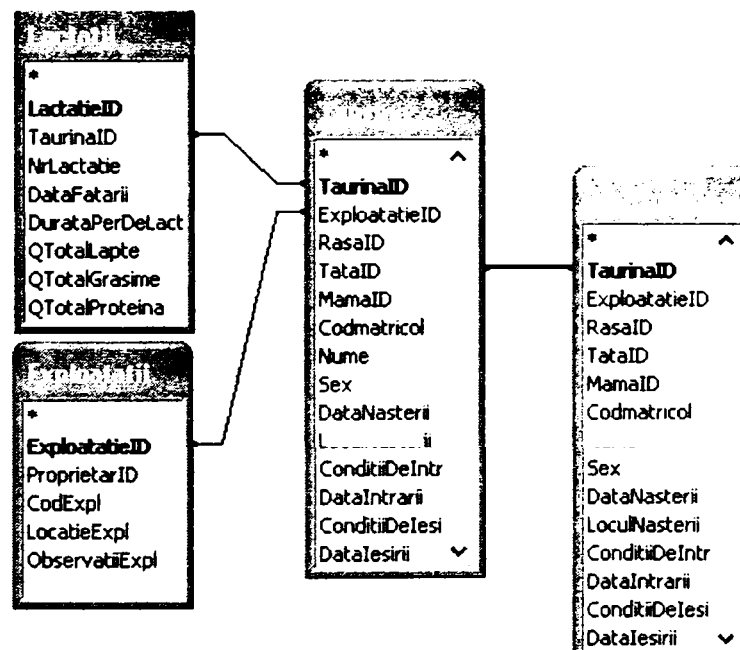 Lactatii
*
LactatieID
TaurinaID
NrLactatie
DataFatarii
DurataPerDeLact
QTotalLapte
QTotalGrasime
QTotalProteina
Exploatatii
*
ExploatatieID
ProprietarID
CodExpl
LocatieExpl
ObservatiiExpl
*
TaurinaID
ExploatatieID
RasaID
TataID
MamaID
Codmatricol
Nume
Sex
DataNasterii
ConditiiDeIntr
DataIntrarii
ConditiiDeIesi
DataIesirii
*
TaurinaID
ExploatatieID
RasaID
TataID
MamaID
Codmatricol
Sex
DataNasterii
LoculNasterii
ConditiiDeIntr
DataIntrarii
ConditiiDeIesi
DataIesirii